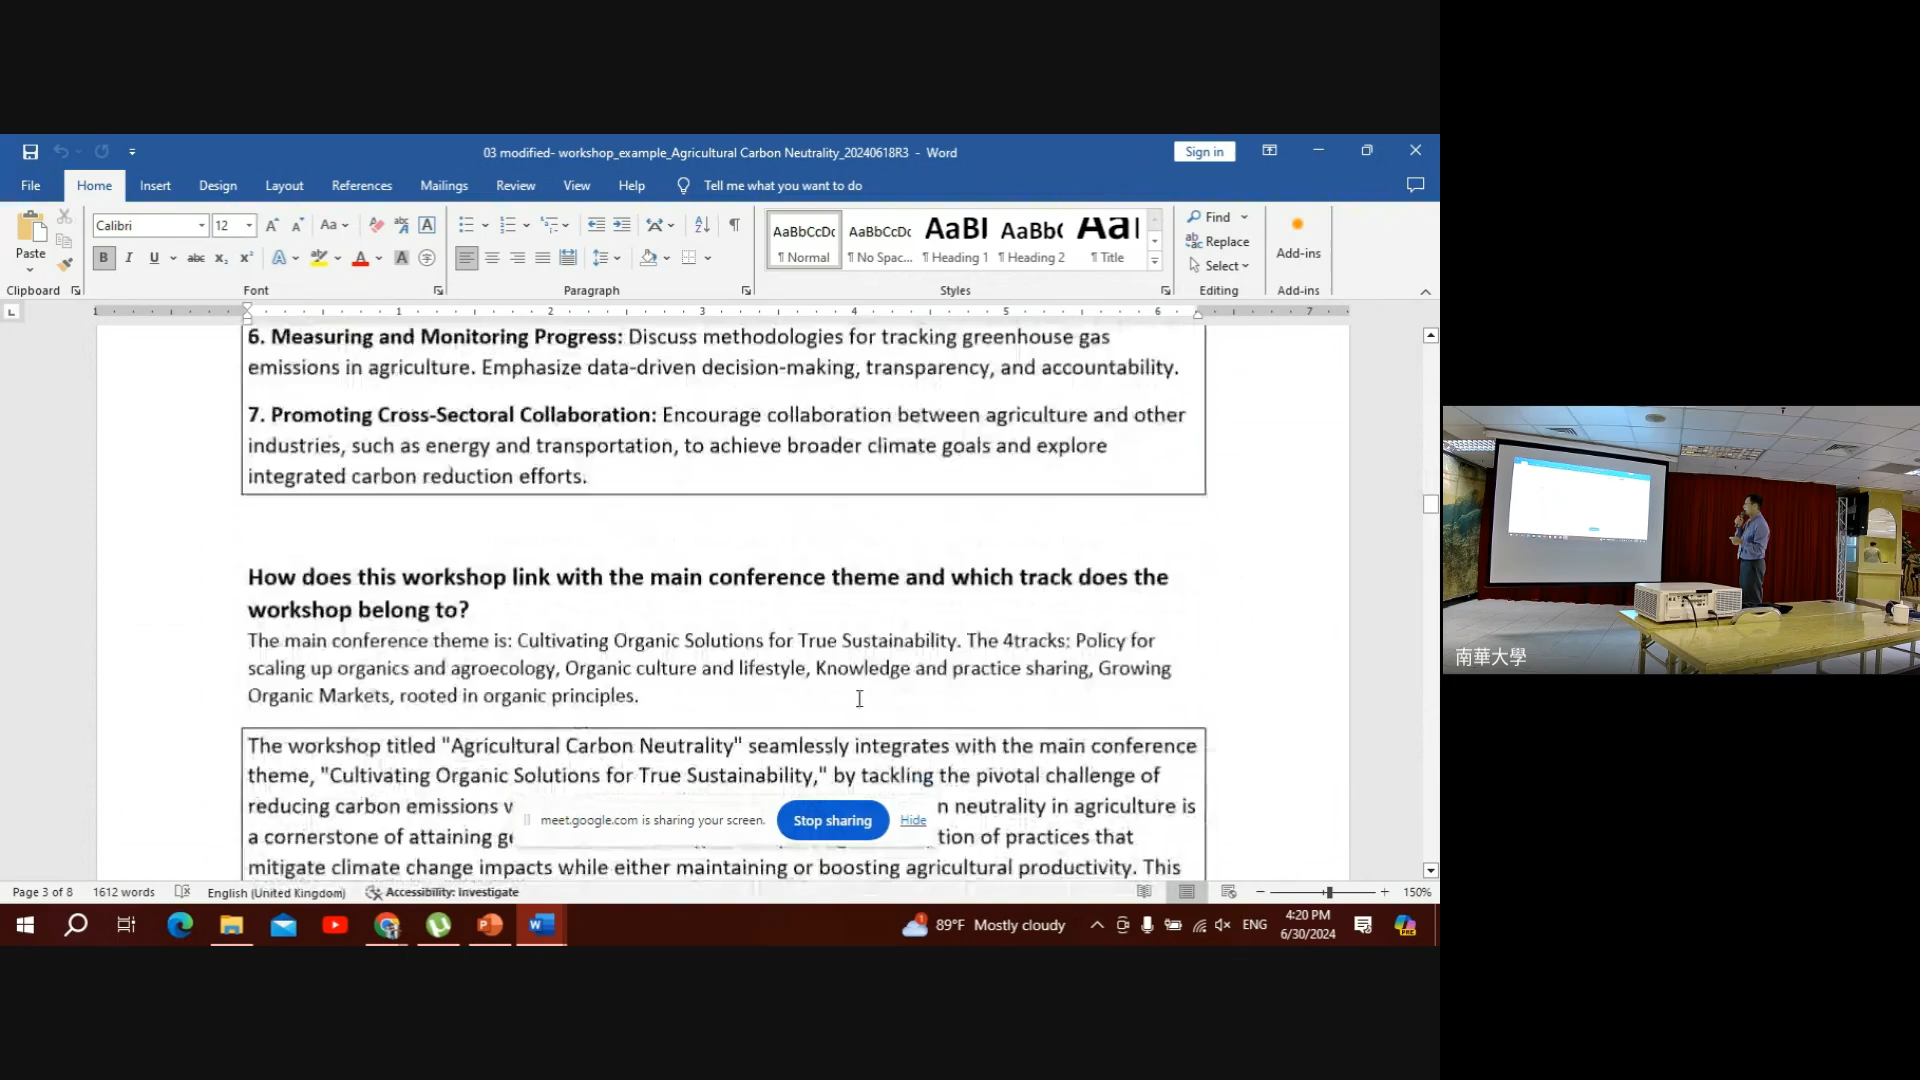 03 modified- workshop_example_Agricultural Carbon Neutrality_20240618R3 - Word
Sign in
File Home Insert Design Layout References Mailings Review View Help Tell me what you want to do
Paste
Calibri 12
Aa
B I U abc X₂ X² A A A
AaBbCcDc AaBbCcDc AaBl AaBbC AaI
¶ Normal ¶ No Spac... ¶ Heading 1 ¶ Heading 2 ¶ Title
Find
Replace
Select
Add-ins
Clipboard Font Paragraph Styles Editing Add-ins
1 1 2 3 4 5 6 7
6. Measuring and Monitoring Progress: Discuss methodologies for tracking greenhouse gas
emissions in agriculture. Emphasize data-driven decision-making, transparency, and accountability.
7. Promoting Cross-Sectoral Collaboration: Encourage collaboration between agriculture and other
industries, such as energy and transportation, to achieve broader climate goals and explore
integrated carbon reduction efforts.
How does this workshop link with the main conference theme and which track does the
workshop belong to?
The main conference theme is: Cultivating Organic Solutions for True Sustainability. The 4tracks: Policy for
scaling up organics and agroecology, Organic culture and lifestyle, Knowledge and practice sharing, Growing
Organic Markets, rooted in organic principles.
The workshop titled "Agricultural Carbon Neutrality" seamlessly integrates with the main conference
theme, "Cultivating Organic Solutions for True Sustainability," by tackling the pivotal challenge of
reducing carbon emissions n neutrality in agriculture is
a cornerstone of attaining tion of practices that
mitigate climate change impacts while either maintaining or boosting agricultural productivity. This
meet.google.com is sharing your screen. Stop sharing Hide
Page 3 of 8 1612 words English (United Kingdom) Accessibility: Investigate 150%
89°F Mostly cloudy ENG 4:20 PM
6/30/2024
南華大學